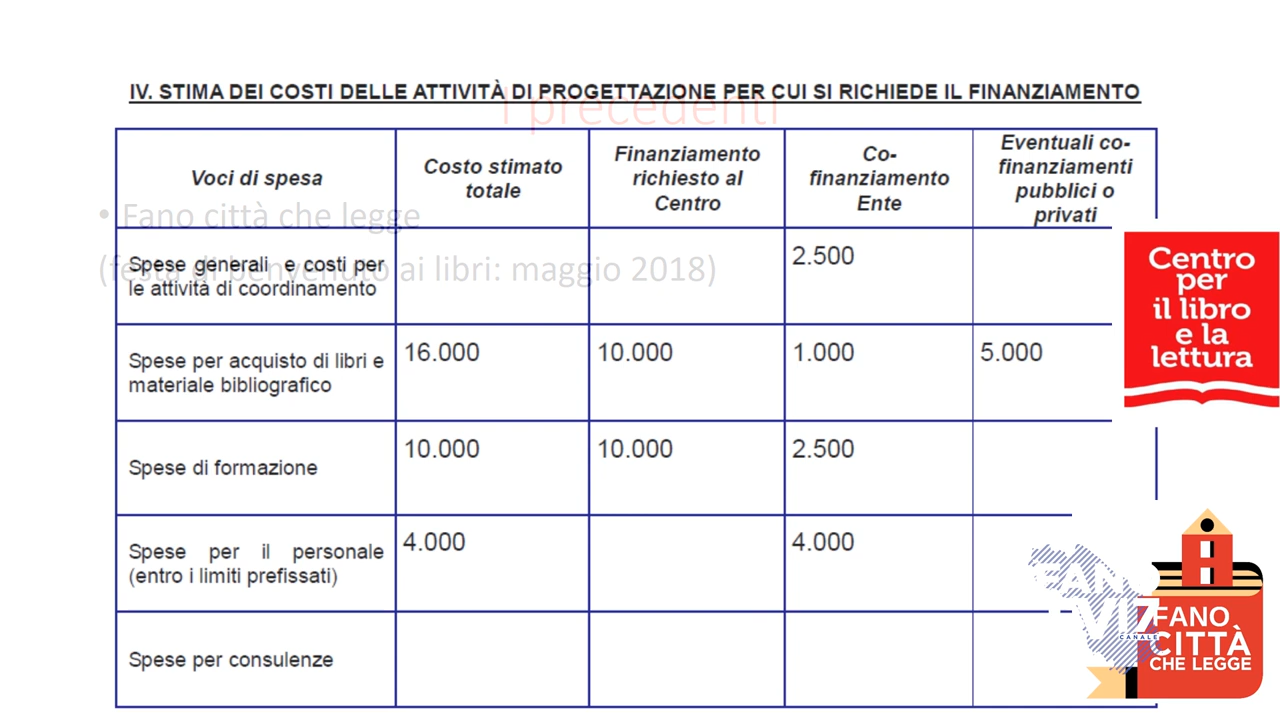 IV. STIMA DEI COSTI DELLE ATTIVITÀ DI PROGETTAZIONE PER CUI SI RICHIEDE IL FINANZIAMENTO
I precedenti
Voci di spesa
Costo stimato
totale
Finanziamento
richiesto al
Centro
Co-
finanziamento
Ente
Eventuali co-
finanziamenti
pubblici o
privati
• Fano città che legge
(festa di benvenuto ai libri: maggio 2018)
Spese generali e costi per
le attività di coordinamento
2.500
Spese per acquisto di libri e
materiale bibliografico
16.000
10.000
1.000
5.000
Spese di formazione
10.000
10.000
2.500
Spese per il personale
(entro i limiti prefissati)
4.000
4.000
Spese per consulenze
Centro
per
il libro
e la
lettura
FANO
TV
17
CANALE
FANO
CITTÀ
CHE LEGGE